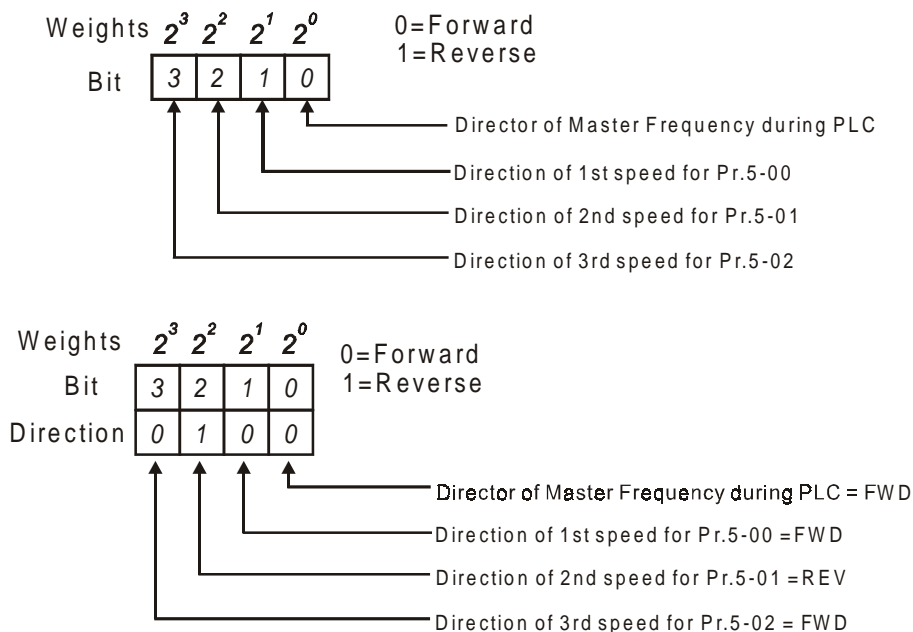 Weights 2³ 2² 2¹ 2⁰ 0=Forward
1=Reverse
Bit 3 2 1 0
Director of Master Frequency during PLC
Direction of 1st speed for Pr.5-00
Direction of 2nd speed for Pr.5-01
Direction of 3rd speed for Pr.5-02
Weights 2³ 2² 2¹ 2⁰ 0=Forward
Bit 3 2 1 0 1=Reverse
Direction 0 1 0 0
Director of Master Frequency during PLC = FWD
Direction of 1st speed for Pr.5-00 =FWD
Direction of 2nd speed for Pr.5-01 =REV
Direction of 3rd speed for Pr.5-02 = FWD